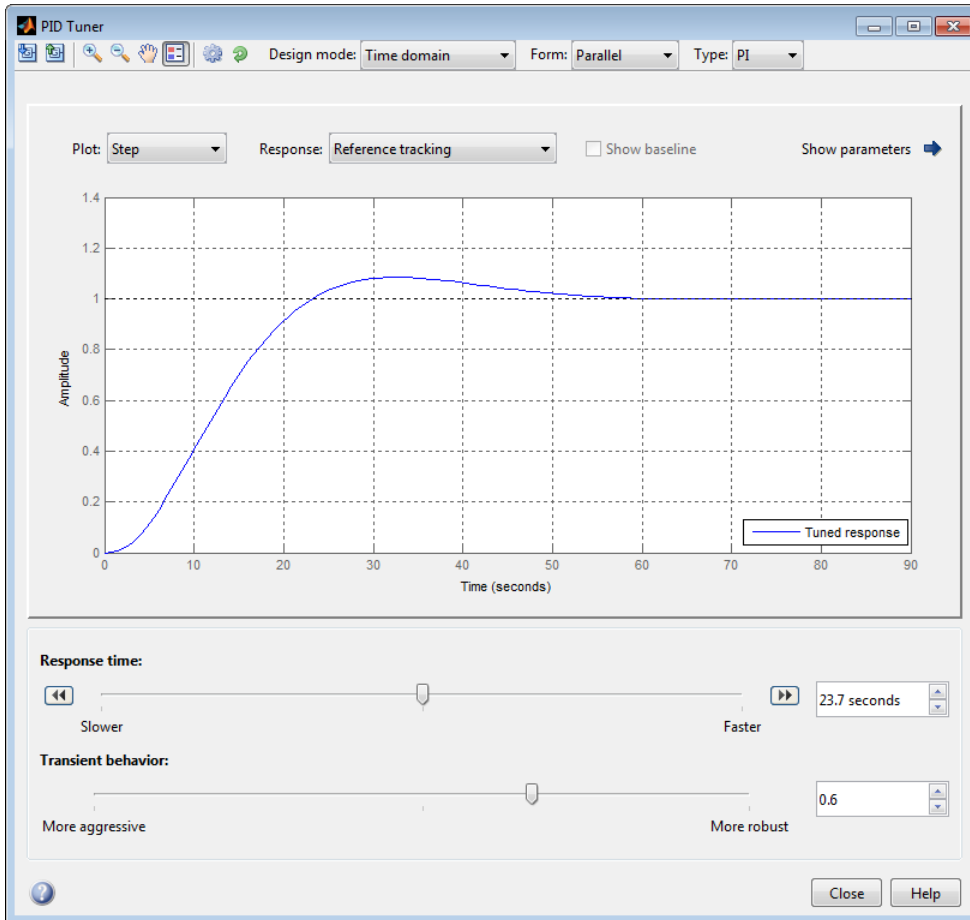 PID Tuner
Design mode: Time domain Form: Parallel Type: PI
Plot: Step Response: Reference tracking Show baseline Show parameters
1.4
1.2
1
0.8
0.6
0.4
0.2
0
Amplitude
Tuned response
0 10 20 30 40 50 60 70 80 90
Time (seconds)
Response time:
23.7 seconds
Slower Faster
Transient behavior:
0.6
More aggressive More robust
? Close Help